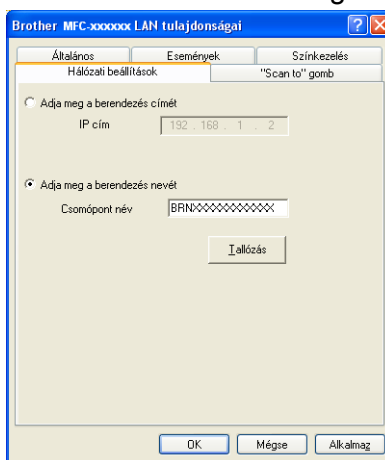 Brother MFC-xxxxxx LAN tulajdonságai
Általános Események Színkezelés
Hálózati beállítások "Scan to" gomb
Adja meg a berendezés címét
IP cím 192 . 168 . 1 . 2
Adja meg a berendezés nevét
Csomópont név BRNXXXXXXXXXXXX
Tallózás
OK Mégse Alkalmaz